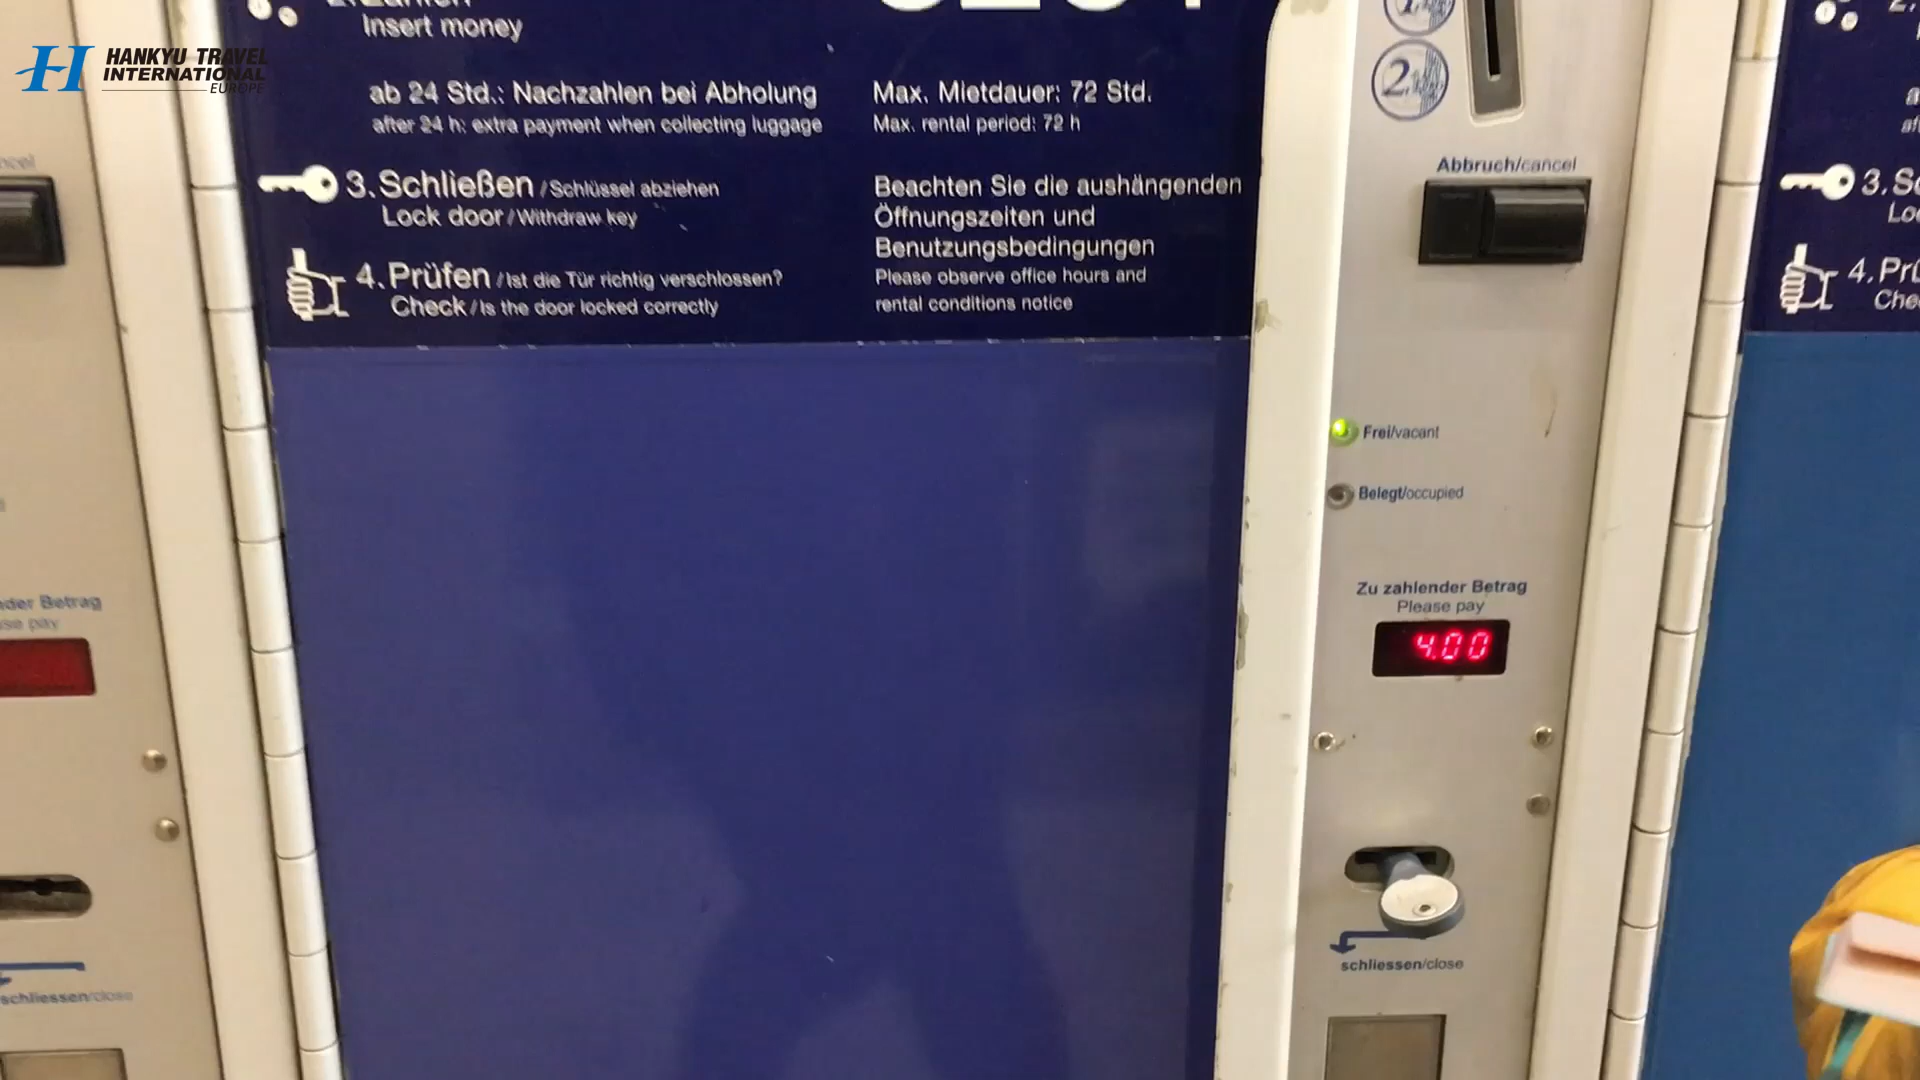 HANKYU TRAVEL
INTERNATIONAL
EUROPE
Insert money
ab 24 Std.: Nachzahlen bei Abholung
after 24 h: extra payment when collecting luggage
3. Schließen / Schlüssel abziehen
Lock door / Withdraw key
4. Prüfen / Ist die Tür richtig verschlossen?
Check / Is the door locked correctly
Max. Mietdauer: 72 Std.
Max. rental period: 72 h
Beachten Sie die aushängenden
Öffnungszeiten und
Benutzungsbedingungen
Please observe office hours and
rental conditions notice
2.
Abbruch/cancel
Frei/vacant
Belegt/occupied
Zu zahlender Betrag
Please pay
4.00
schliessen/close
Betrag
pay
schliessen/close
3.
4.